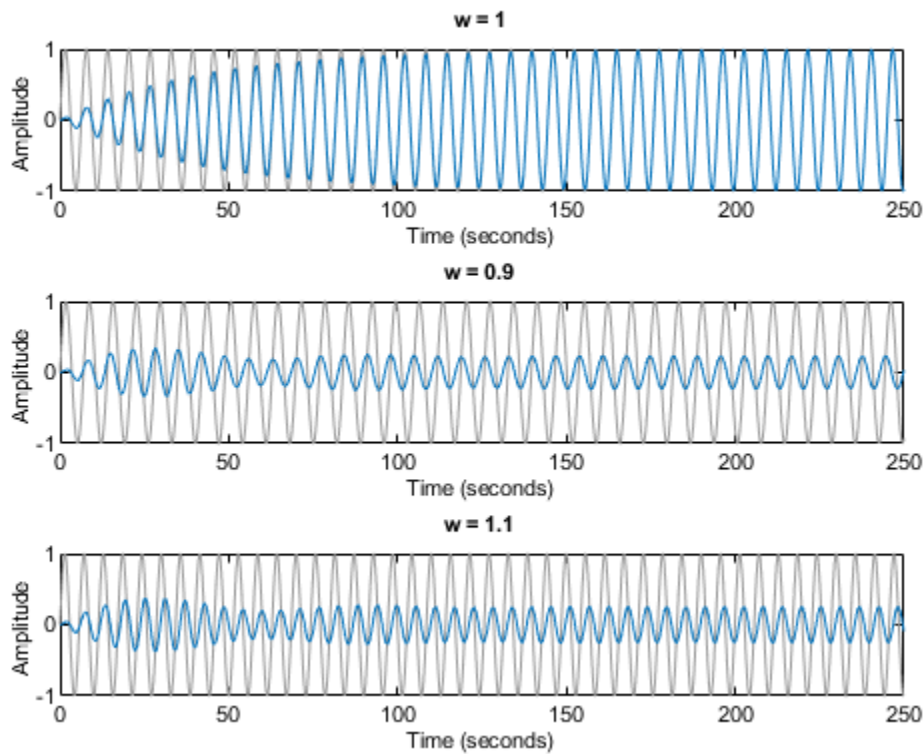 w = 1
Amplitude
1
0
-1
0 50 100 150 200 250
Time (seconds)
w = 0.9
Amplitude
1
0
-1
0 50 100 150 200 250
Time (seconds)
w = 1.1
Amplitude
1
0
-1
0 50 100 150 200 250
Time (seconds)